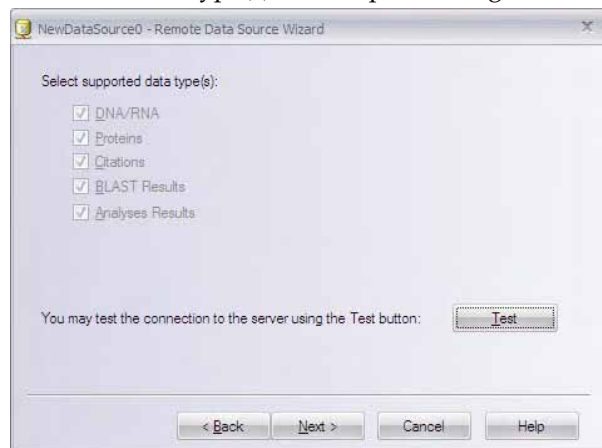 NewDataSource0 - Remote Data Source Wizard
Select supported data type(s):
DNA/RNA
Proteins
Citations
BLAST Results
Analyses Results
You may test the connection to the server using the Test button:
Test
< Back
Next >
Cancel
Help